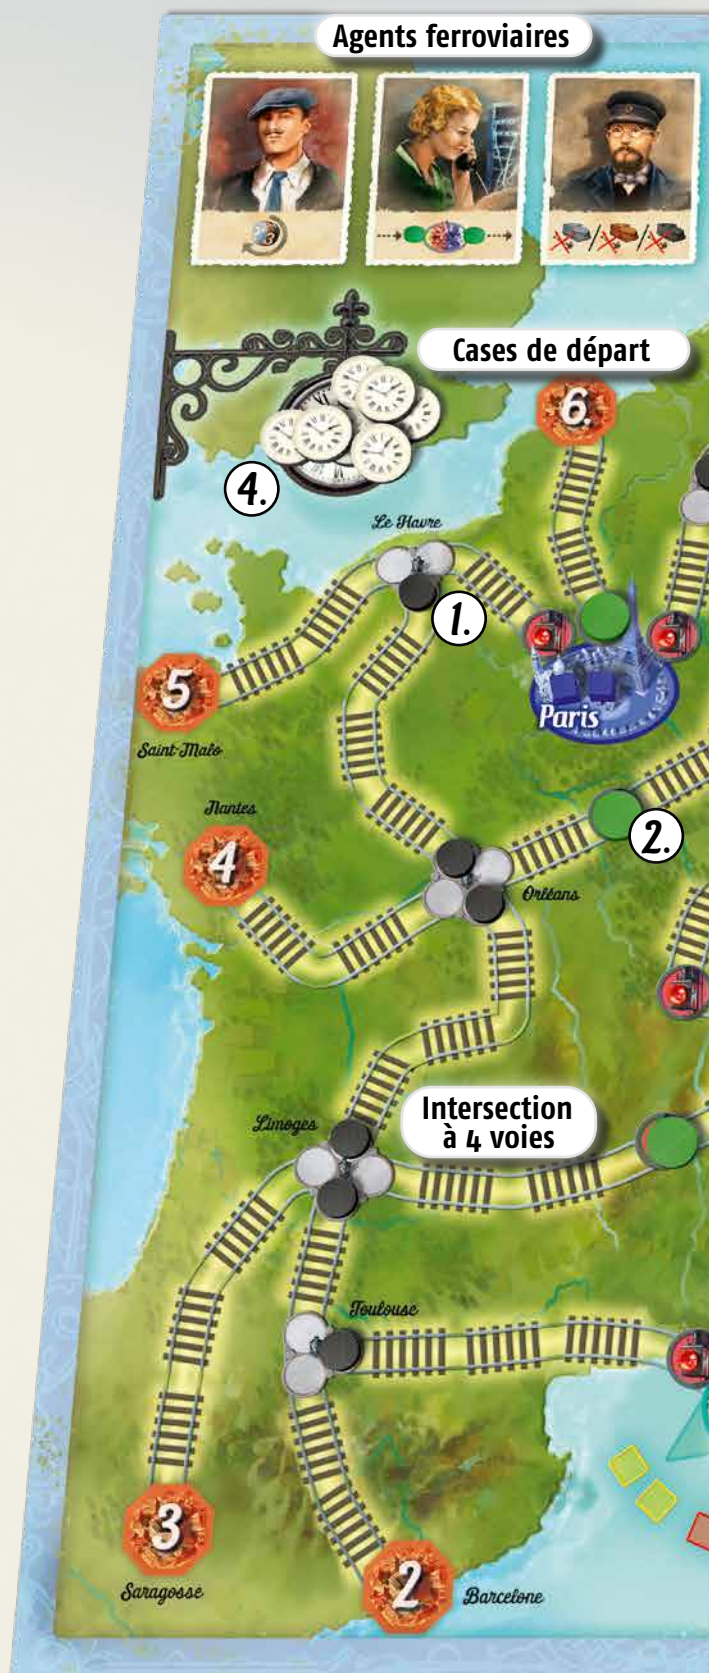 Agents ferroviaires
Cases de départ
6.
4.
Le Havre
1.
5
Saint-Malo
Paris
Nantes
4
2.
Orléans
Limoges
Intersection
à 4 voies
Toulouse
3
Saragosse
2
Barcelone